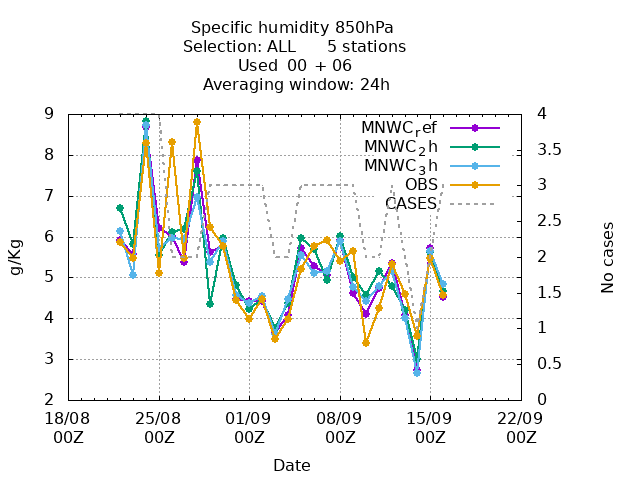 Specific humidity 850hPa
Selection: ALL 5 stations
Used 00 + 06
Averaging window: 24h
g/Kg
9
8
7
6
5
4
3
2
MNWCref
MNWC2h
MNWC3h
OBS
CASES
4
3.5
3
2.5
2
1.5
1
0.5
0
No cases
18/08 25/08 01/09 08/09 15/09 22/09
00Z 00Z 00Z 00Z 00Z 00Z
Date